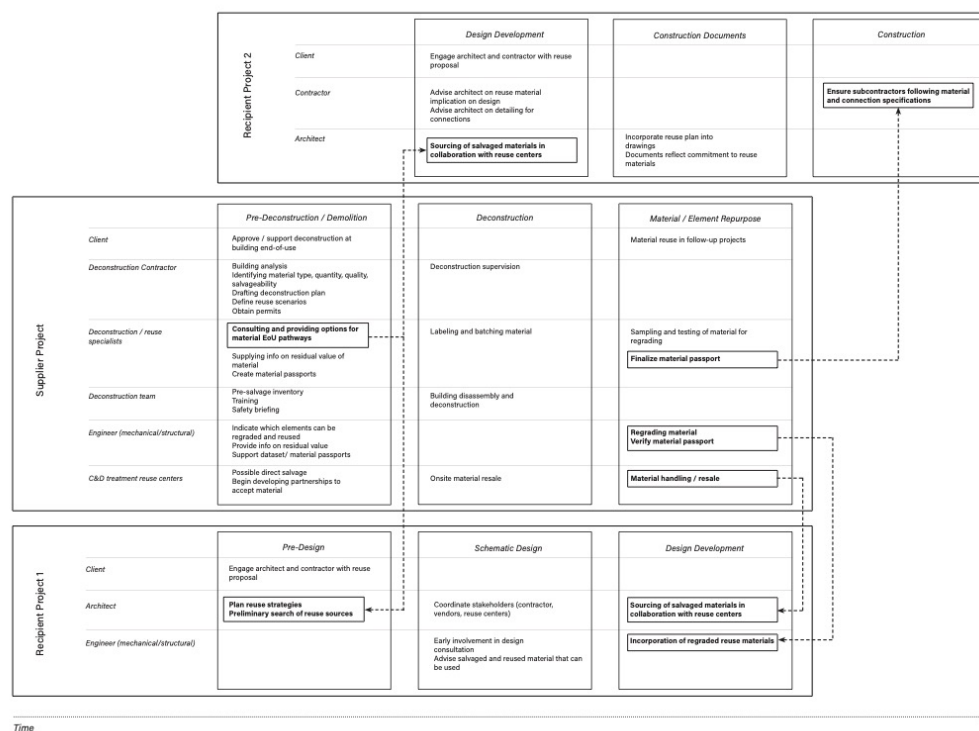 Recipient Project 2
Design Development
Construction Documents
Construction
Client
Engage architect and contractor with reuse
proposal
Contractor
Advise architect on reuse material
implication on design
Advise architect on detailing for
connections
Ensure subcontractors following material
and connection specifications
Architect
Sourcing of salvaged materials in
collaboration with reuse centers
Incorporate reuse plan into
drawings
Documents reflect commitment to reuse
materials
Supplier Project
Pre-Deconstruction / Demolition
Deconstruction
Material / Element Repurpose
Client
Approve / support deconstruction at
building end-of-use
Material reuse in follow-up projects
Deconstruction Contractor
Building analysis
Identifying material type, quantity, quality,
salvageability
Drafting deconstruction plan
Define reuse scenarios
Obtain permits
Deconstruction supervision
Deconstruction / reuse
specialists
Consulting and providing options for
material EoU pathways
Supplying info on residual value of
material
Create material passports
Labeling and batching material
Sampling and testing of material for
regrading
Finalize material passport
Deconstruction team
Pre-salvage inventory
Training
Safety briefing
Building disassembly and
deconstruction
Engineer (mechanical/structural)
Indicate which elements can be
regraded and reused
Provide info on residual value
Support dataset/ material passports
Regrading material
Verify material passport
C&D treatment reuse centers
Possible direct salvage
Begin developing partnerships to
accept material
Onsite material resale
Material handling / resale
Recipient Project 1
Pre-Design
Schematic Design
Design Development
Client
Engage architect and contractor with reuse
proposal
Architect
Plan reuse strategies
Preliminary search of reuse sources
Coordinate stakeholders (contractor,
vendors, reuse centers)
Sourcing of salvaged materials in
collaboration with reuse centers
Engineer (mechanical/structural)
Early involvement in design
consultation
Advise salvaged and reused material that can
be used
Incorporation of regraded reuse materials
Time